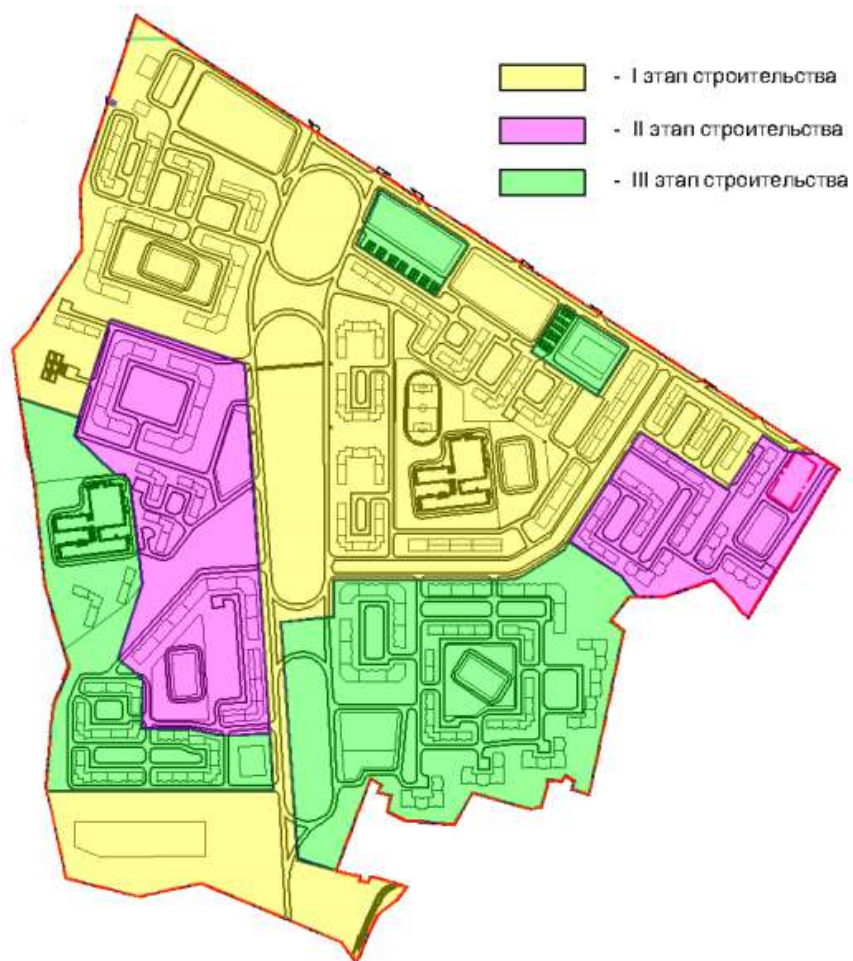 - I этап строительства
- II этап строительства
- III этап строительства